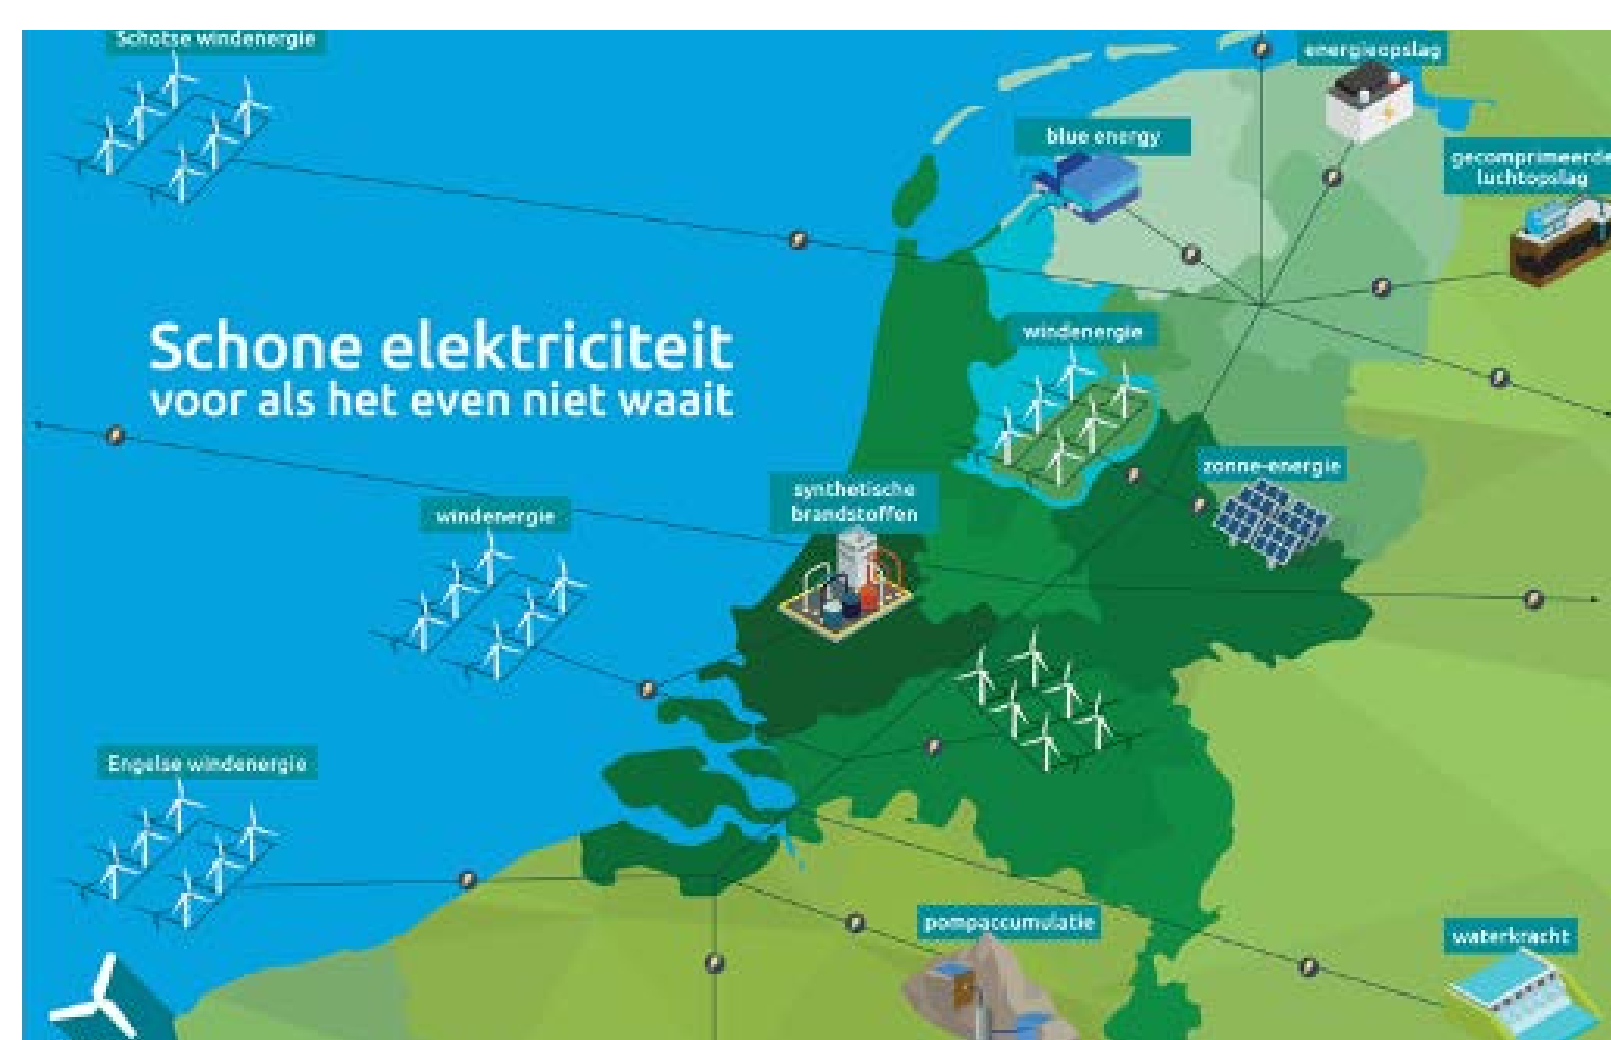 Schotse windenergie
energieopslag
blue energy
gecomprimeerde
luchtopslag
windenergie
Schone elektriciteit
voor als het even niet waait
zonne-energie
synthetische
brandstoffen
windenergie
Engelse windenergie
pompaccumulatie
waterkracht